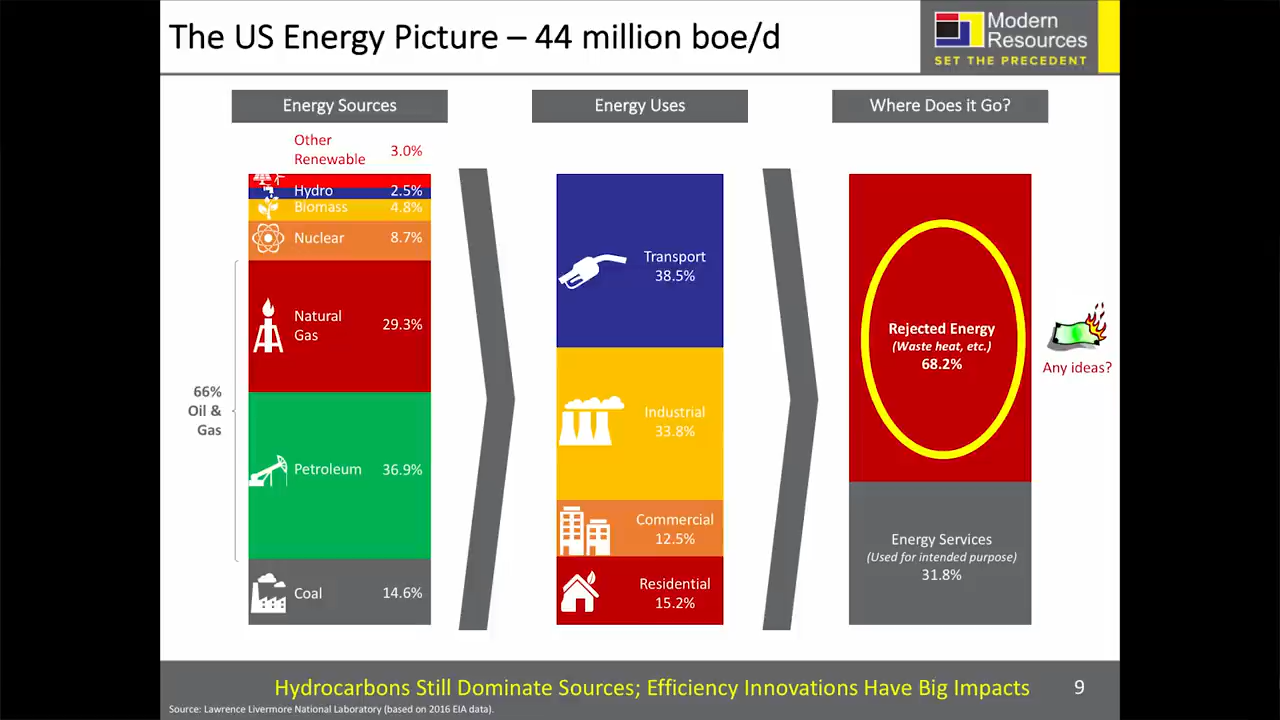 The US Energy Picture – 44 million boe/d
Modern
Resources
SET THE PRECEDENT
Energy Sources
Other
Renewable 3.0%
Hydro 2.5%
Biomass 4.8%
Nuclear 8.7%
Natural
Gas 29.3%
66%
Oil &
Gas
Petroleum 36.9%
Coal 14.6%
Energy Uses
Transport
38.5%
Industrial
33.8%
Commercial
12.5%
Residential
15.2%
Where Does it Go?
Rejected Energy
(Waste heat, etc.)
68.2%
Any ideas?
Energy Services
(Used for intended purpose)
31.8%
Hydrocarbons Still Dominate Sources; Efficiency Innovations Have Big Impacts
9
Source: Lawrence Livermore National Laboratory (based on 2016 EIA data).